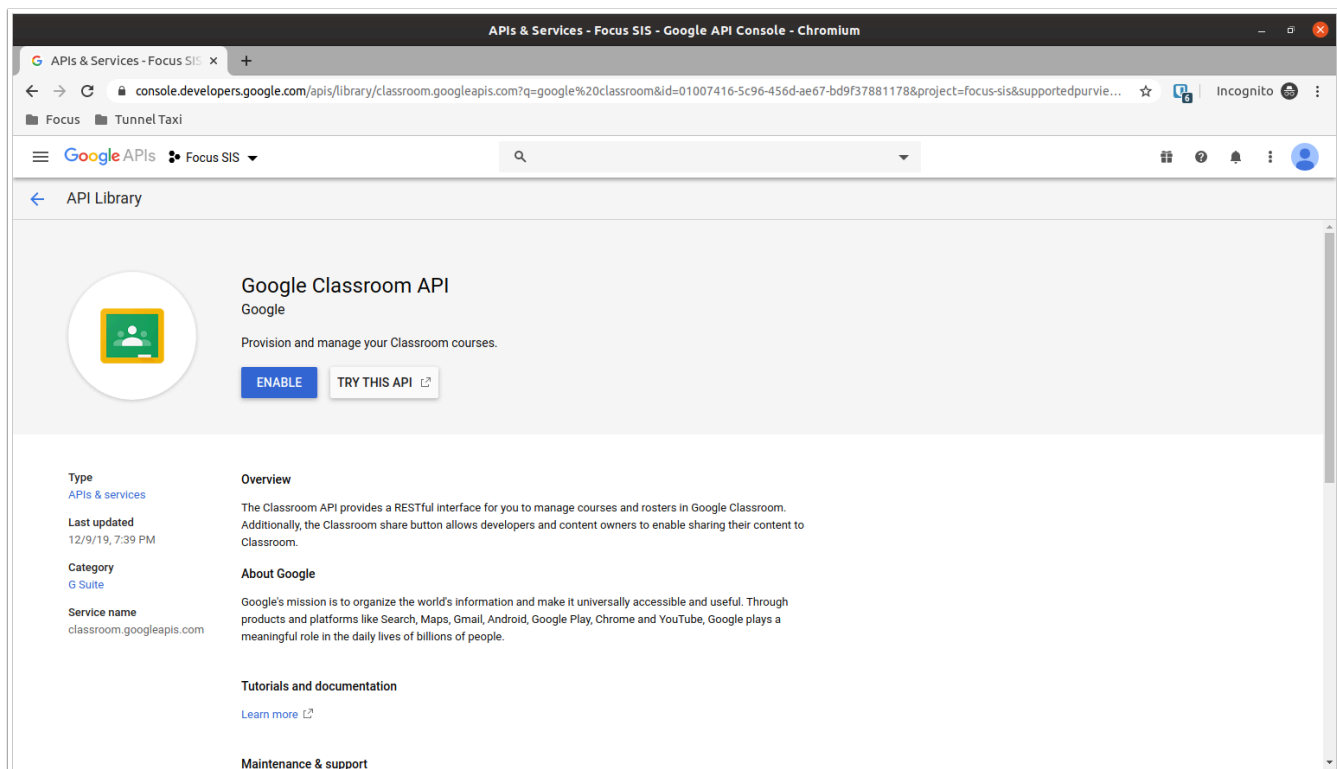 APIs & Services - Focus SIS - Google API Console - Chromium
APIs & Services - Focus SIS
console.developers.google.com/apis/library/classroom.googleapis.com?q=google%20classroom&id=01007416-5c96-456d-ae67-bd9f37881178&project=focus-sis&supportedpurvie...
6
Incognito
Focus
Tunnel Taxi
Google APIs
Focus SIS
API Library
Google Classroom API
Google
Provision and manage your Classroom courses.
ENABLE
TRY THIS API
Type
APIs & services
Last updated
12/9/19, 7:39 PM
Category
G Suite
Service name
classroom.googleapis.com
Overview
The Classroom API provides a RESTful interface for you to manage courses and rosters in Google Classroom.
Additionally, the Classroom share button allows developers and content owners to enable sharing their content to
Classroom.
About Google
Google's mission is to organize the world's information and make it universally accessible and useful. Through
products and platforms like Search, Maps, Gmail, Android, Google Play, Chrome and YouTube, Google plays a
meaningful role in the daily lives of billions of people.
Tutorials and documentation
Learn more
Maintenance & support